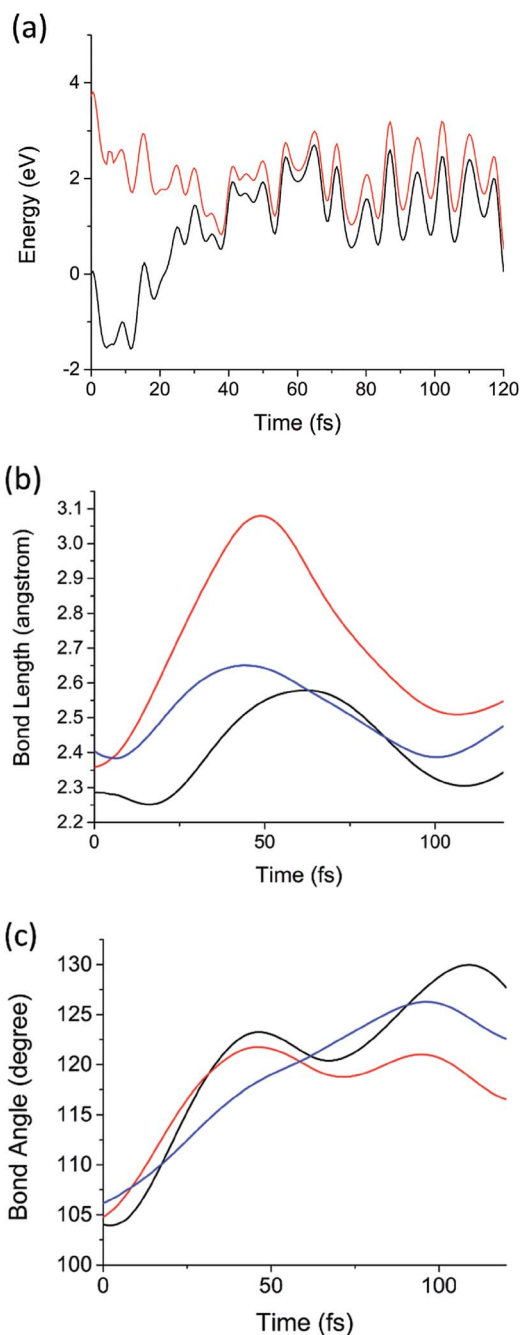 (a)
4
2
0
-2
Energy (eV)
0 20 40 60 80 100 120
Time (fs)
(b)
3.1
3.0
2.9
2.8
2.7
2.6
2.5
2.4
2.3
2.2
Bond Length (angstrom)
0 50 100
Time (fs)
(c)
130
125
120
115
110
105
100
Bond Angle (degree)
0 50 100
Time (fs)